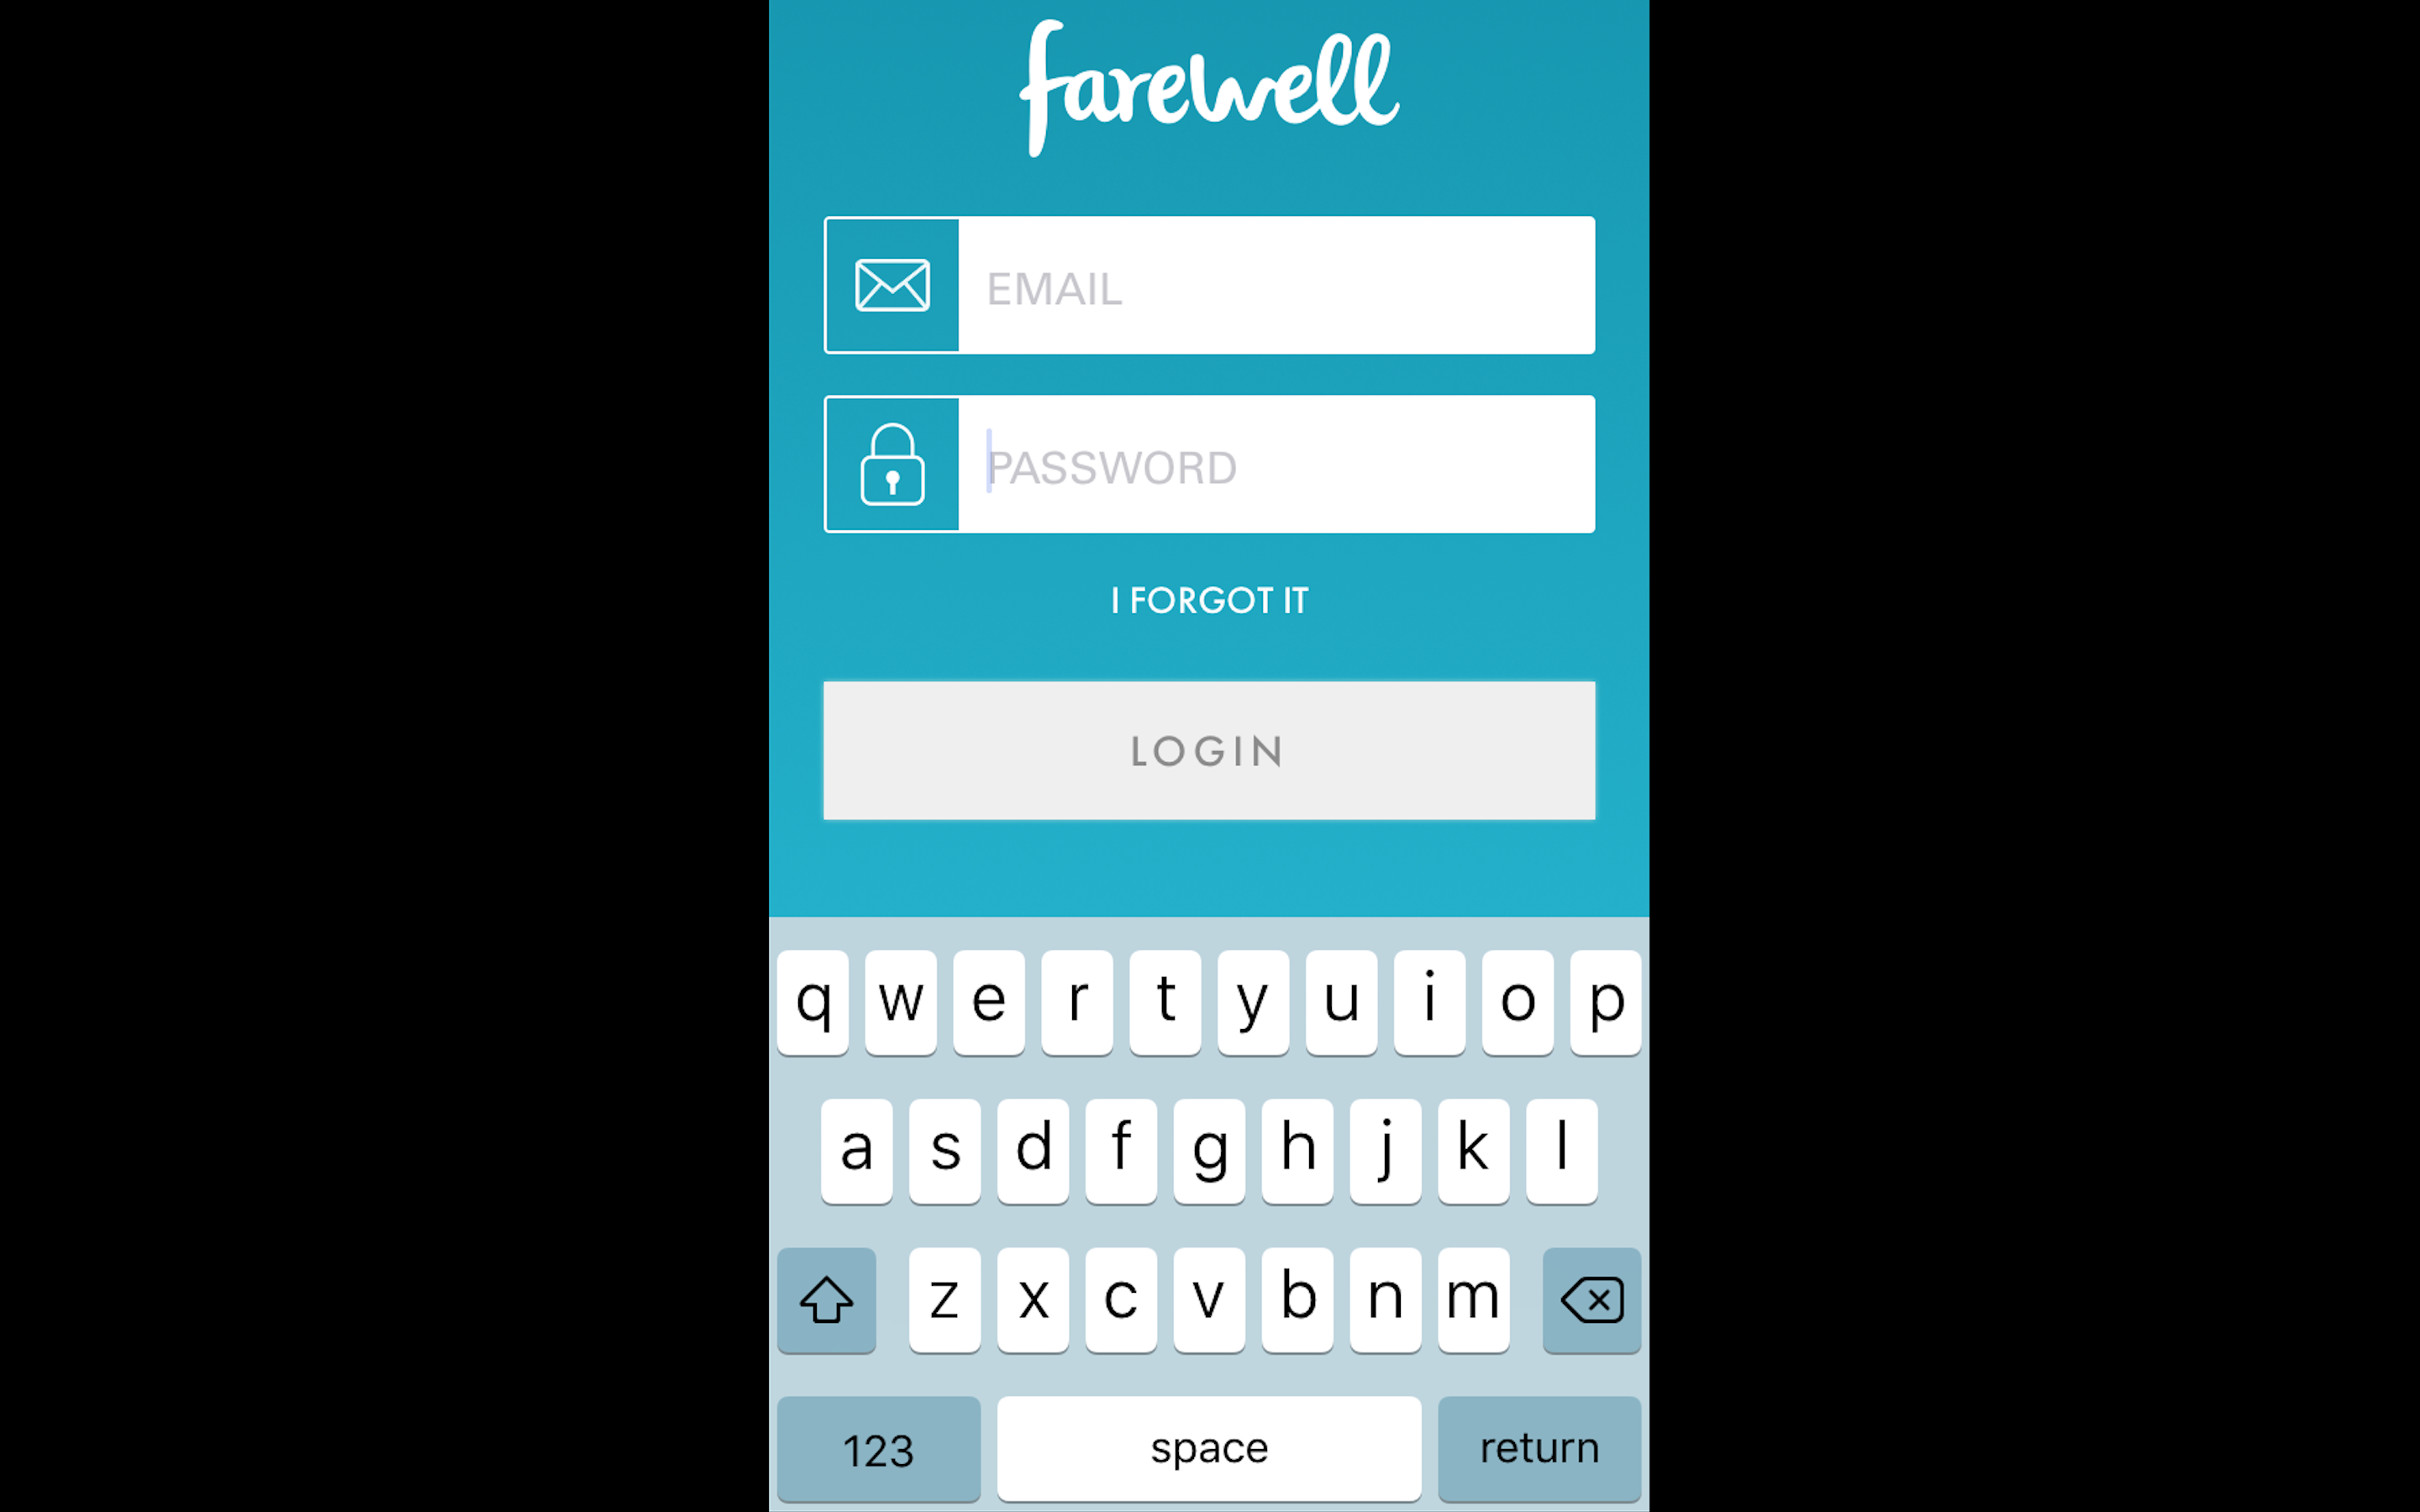 farewell
EMAIL
PASSWORD
I FORGOT IT
LOGIN
q w e r t y u i o p
a s d f g h j k l
z x c v b n m
123 space return